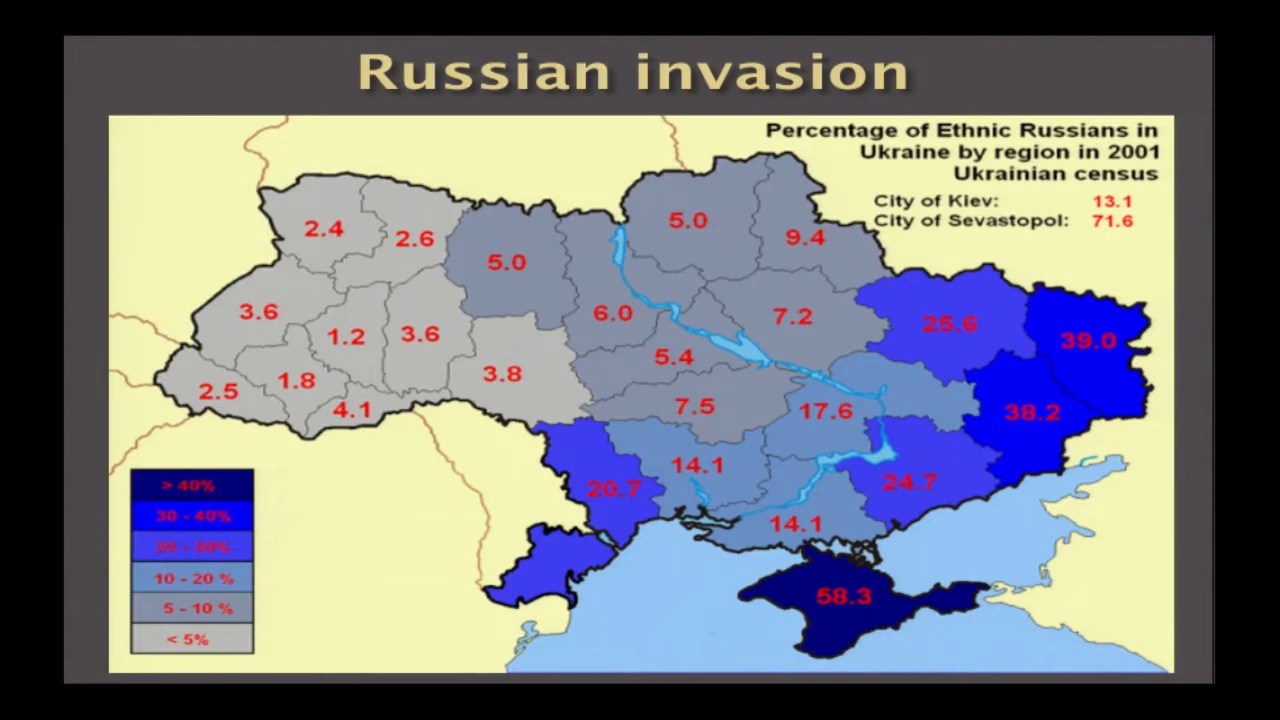 Russian invasion
Percentage of Ethnic Russians in
Ukraine by region in 2001
Ukrainian census
City of Kiev: 13.1
City of Sevastopol: 71.6
2.4
2.6
5.0
5.0
9.4
3.6
1.2
3.6
6.0
7.2
25.6
39.0
2.5
1.8
4.1
3.8
5.4
7.5
17.6
38.2
20.7
14.1
24.7
14.1
58.3
> 40%
30 - 40%
20 - 30%
10 - 20 %
5 - 10 %
< 5%